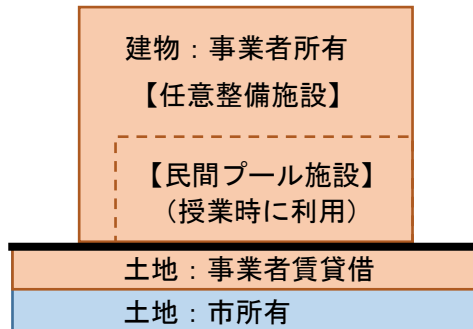 建物：事業者所有
【任意整備施設】
【民間プール施設】
（授業時に利用）
土地：事業者賃貸借
土地：市所有